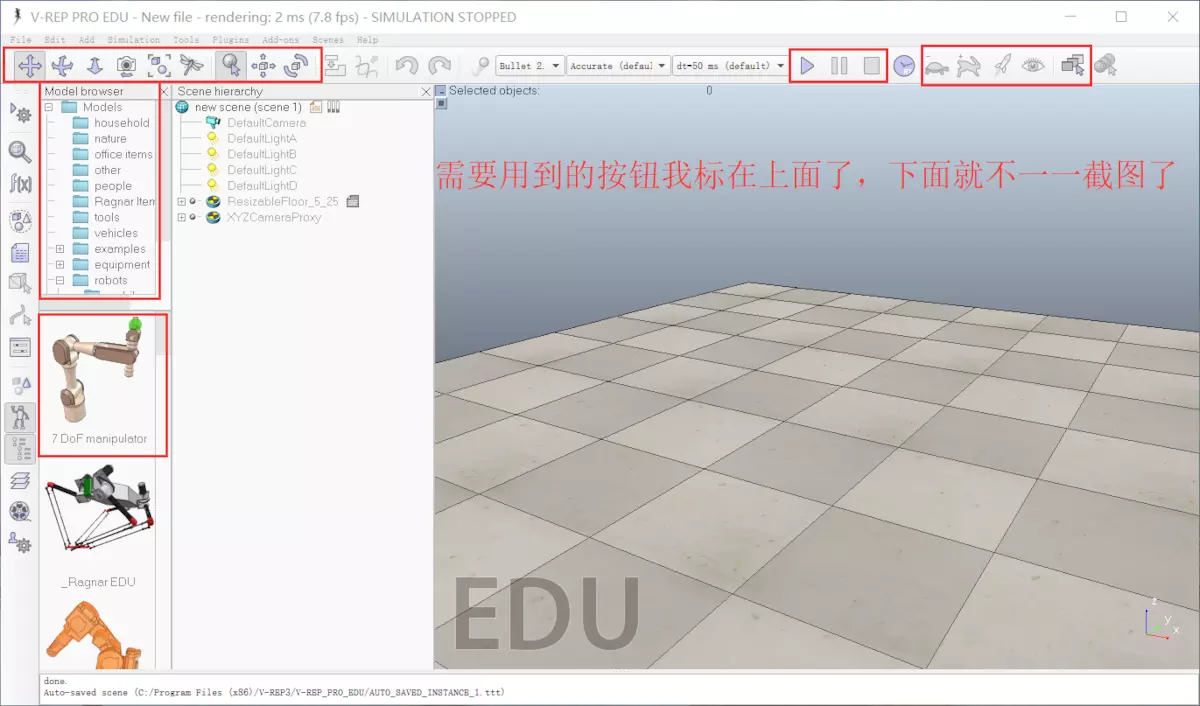 V-REP PRO EDU - New file - rendering: 2 ms (7.8 fps) - SIMULATION STOPPED
File Edit Add Simulation Tools Plugins Add-ons Scenes Help
Bullet 2. Accurate (defaul dt=50 ms (default)
Model browser
Models
household
nature
office items
other
people
Ragnar Iten
tools
vehicles
examples
equipment
robots
7 DoF manipulator
_Ragnar EDU
Scene hierarchy
new scene (scene 1)
DefaultCamera
DefaultLightA
DefaultLightB
DefaultLightC
DefaultLightD
ResizableFloor_5_25
XYZCameraProxy
Selected objects: 0
需要用到的按钮我标在上面了，下面就不一一截图了
EDU
z
y
x
done.
Auto-saved scene (C:/Program Files (x86)/V-REP3/V-REP_PRO_EDU/AUTO_SAVED_INSTANCE_1.ttt)